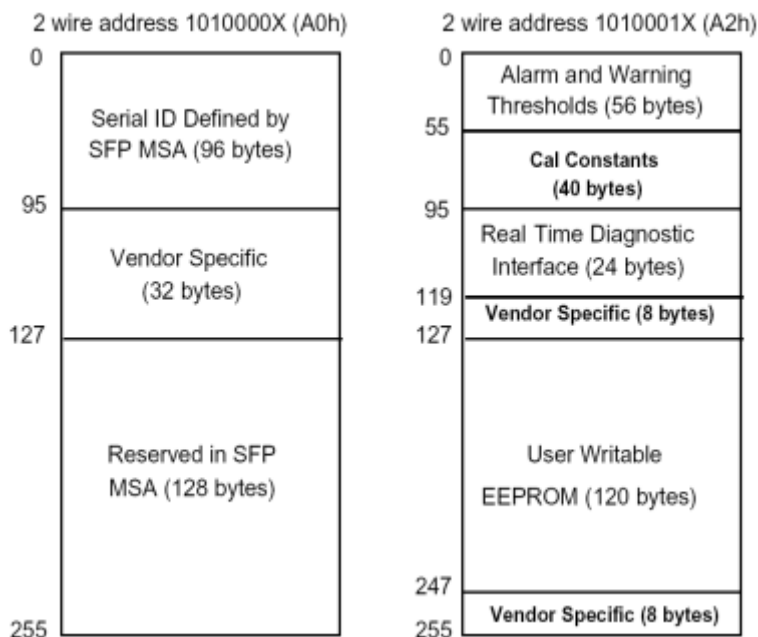 2 wire address 1010000X (A0h)
0
Serial ID Defined by
SFP MSA (96 bytes)
95
Vendor Specific
(32 bytes)
127
Reserved in SFP
MSA (128 bytes)
255
2 wire address 1010001X (A2h)
0
Alarm and Warning
Thresholds (56 bytes)
55
Cal Constants
(40 bytes)
95
Real Time Diagnostic
Interface (24 bytes)
119
Vendor Specific (8 bytes)
127
User Writable
EEPROM (120 bytes)
247
Vendor Specific (8 bytes)
255